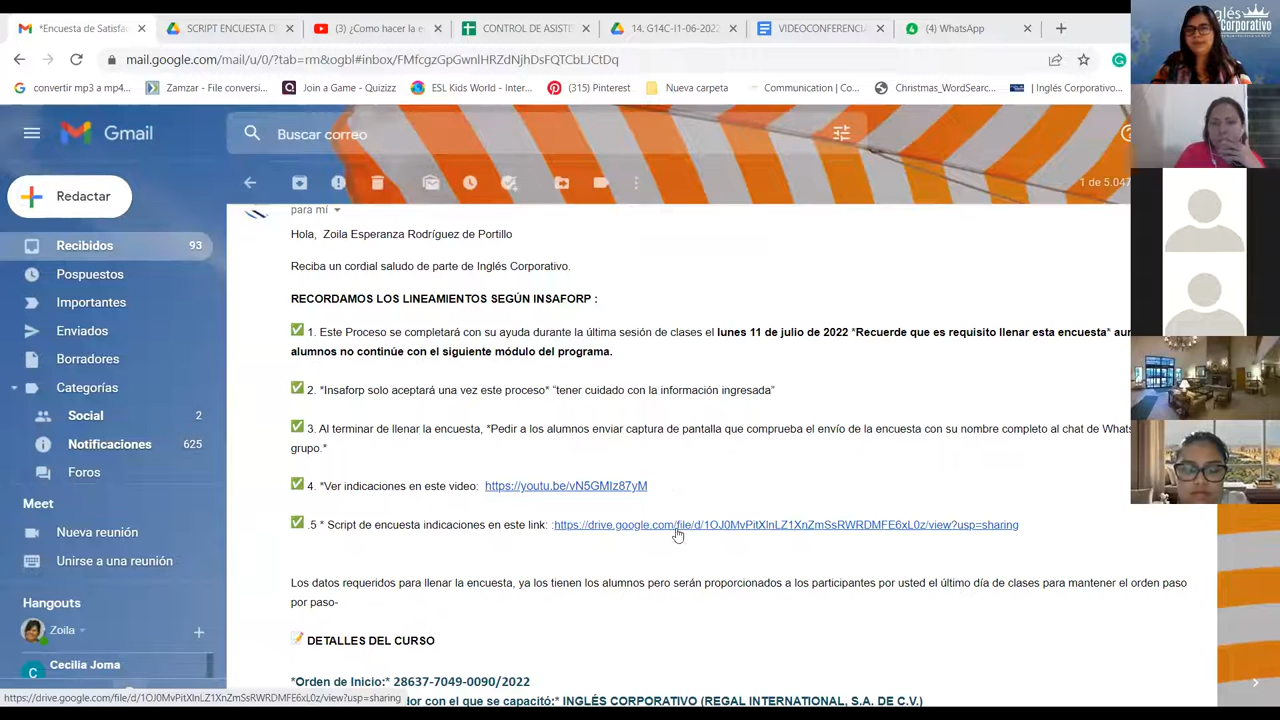 *Encuesta de Satisfac
SCRIPT ENCUESTA DE
(3) ¿Como hacer la e
CONTROL DE ASISTE
14. G14C-I1-06-2022
VIDEOCONFERENCIA
(4) WhatsApp
mail.google.com/mail/u/0/?tab=rm&ogbl#inbox/
convertir mp3 a mp4...
Zamzar - File conversi...
Join a Game - Quizizz
ESL Kids World - Inter...
(315) Pinterest
Nueva carpeta
Communication | Co...
Christmas_WordSearc...
| Inglés Corporativo...
Inglés
Corporativo
Gmail
Buscar correo
Redactar
1 de 5.047
Recibidos 93
Pospuestos
Importantes
Enviados
Borradores
Categorías
Social 2
Notificaciones 625
Foros
Meet
Nueva reunión
Unirse a una reunión
Hangouts
Zoila
Cecilia Joma
para mí
Hola, Zoila Esperanza Rodríguez de Portillo
Reciba un cordial saludo de parte de Inglés Corporativo.
RECORDAMOS LOS LINEAMIENTOS SEGÚN INSAFORP :
1. Este Proceso se completará con su ayuda durante la última sesión de clases el lunes 11 de julio de 2022 *Recuerde que es requisito llenar esta encuesta* aun
alumnos no continúe con el siguiente módulo del programa.
2. *Insaforp solo aceptará una vez este proceso* “tener cuidado con la información ingresada”
3. Al terminar de llenar la encuesta, *Pedir a los alumnos enviar captura de pantalla que comprueba el envío de la encuesta con su nombre completo al chat de Whats
grupo.*
4. *Ver indicaciones en este video: https://youtu.be/vN5GMIz87yM
.5 * Script de encuesta indicaciones en este link: :https://drive.google.com/file/d/1OJ0MvPitXlnLZ1XnZmSsRWRDMFE6xL0z/view?usp=sharing
Los datos requeridos para llenar la encuesta, ya los tienen los alumnos pero serán proporcionados a los participantes por usted el último día de clases para mantener el orden paso
por paso-
DETALLES DEL CURSO
*Orden de Inicio:* 28637-7049-0090/2022
dor con el que se capacitó:* INGLÉS CORPORATIVO (REGAL INTERNATIONAL, S.A. DE C.V.)
https://drive.google.com/file/d/1OJ0MvPitXlnLZ1XnZmSsRWRDMFE6xL0z/view?usp=sharing